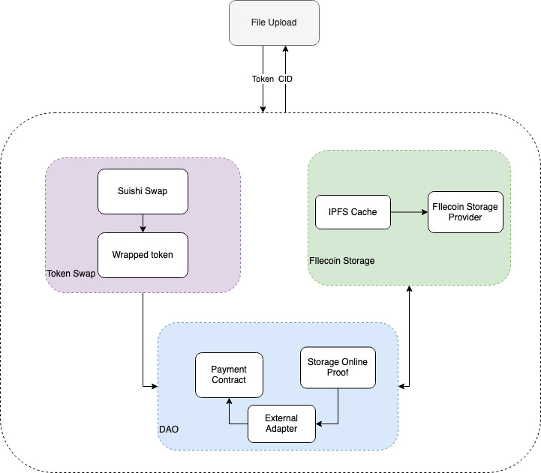 File Upload
Token CID
Suishi Swap
Wrapped token
Token Swap
IPFS Cache
FIlecoin Storage
Provider
FIlecoin Storage
Payment
Contract
Storage Online
Proof
External
Adapter
DAO